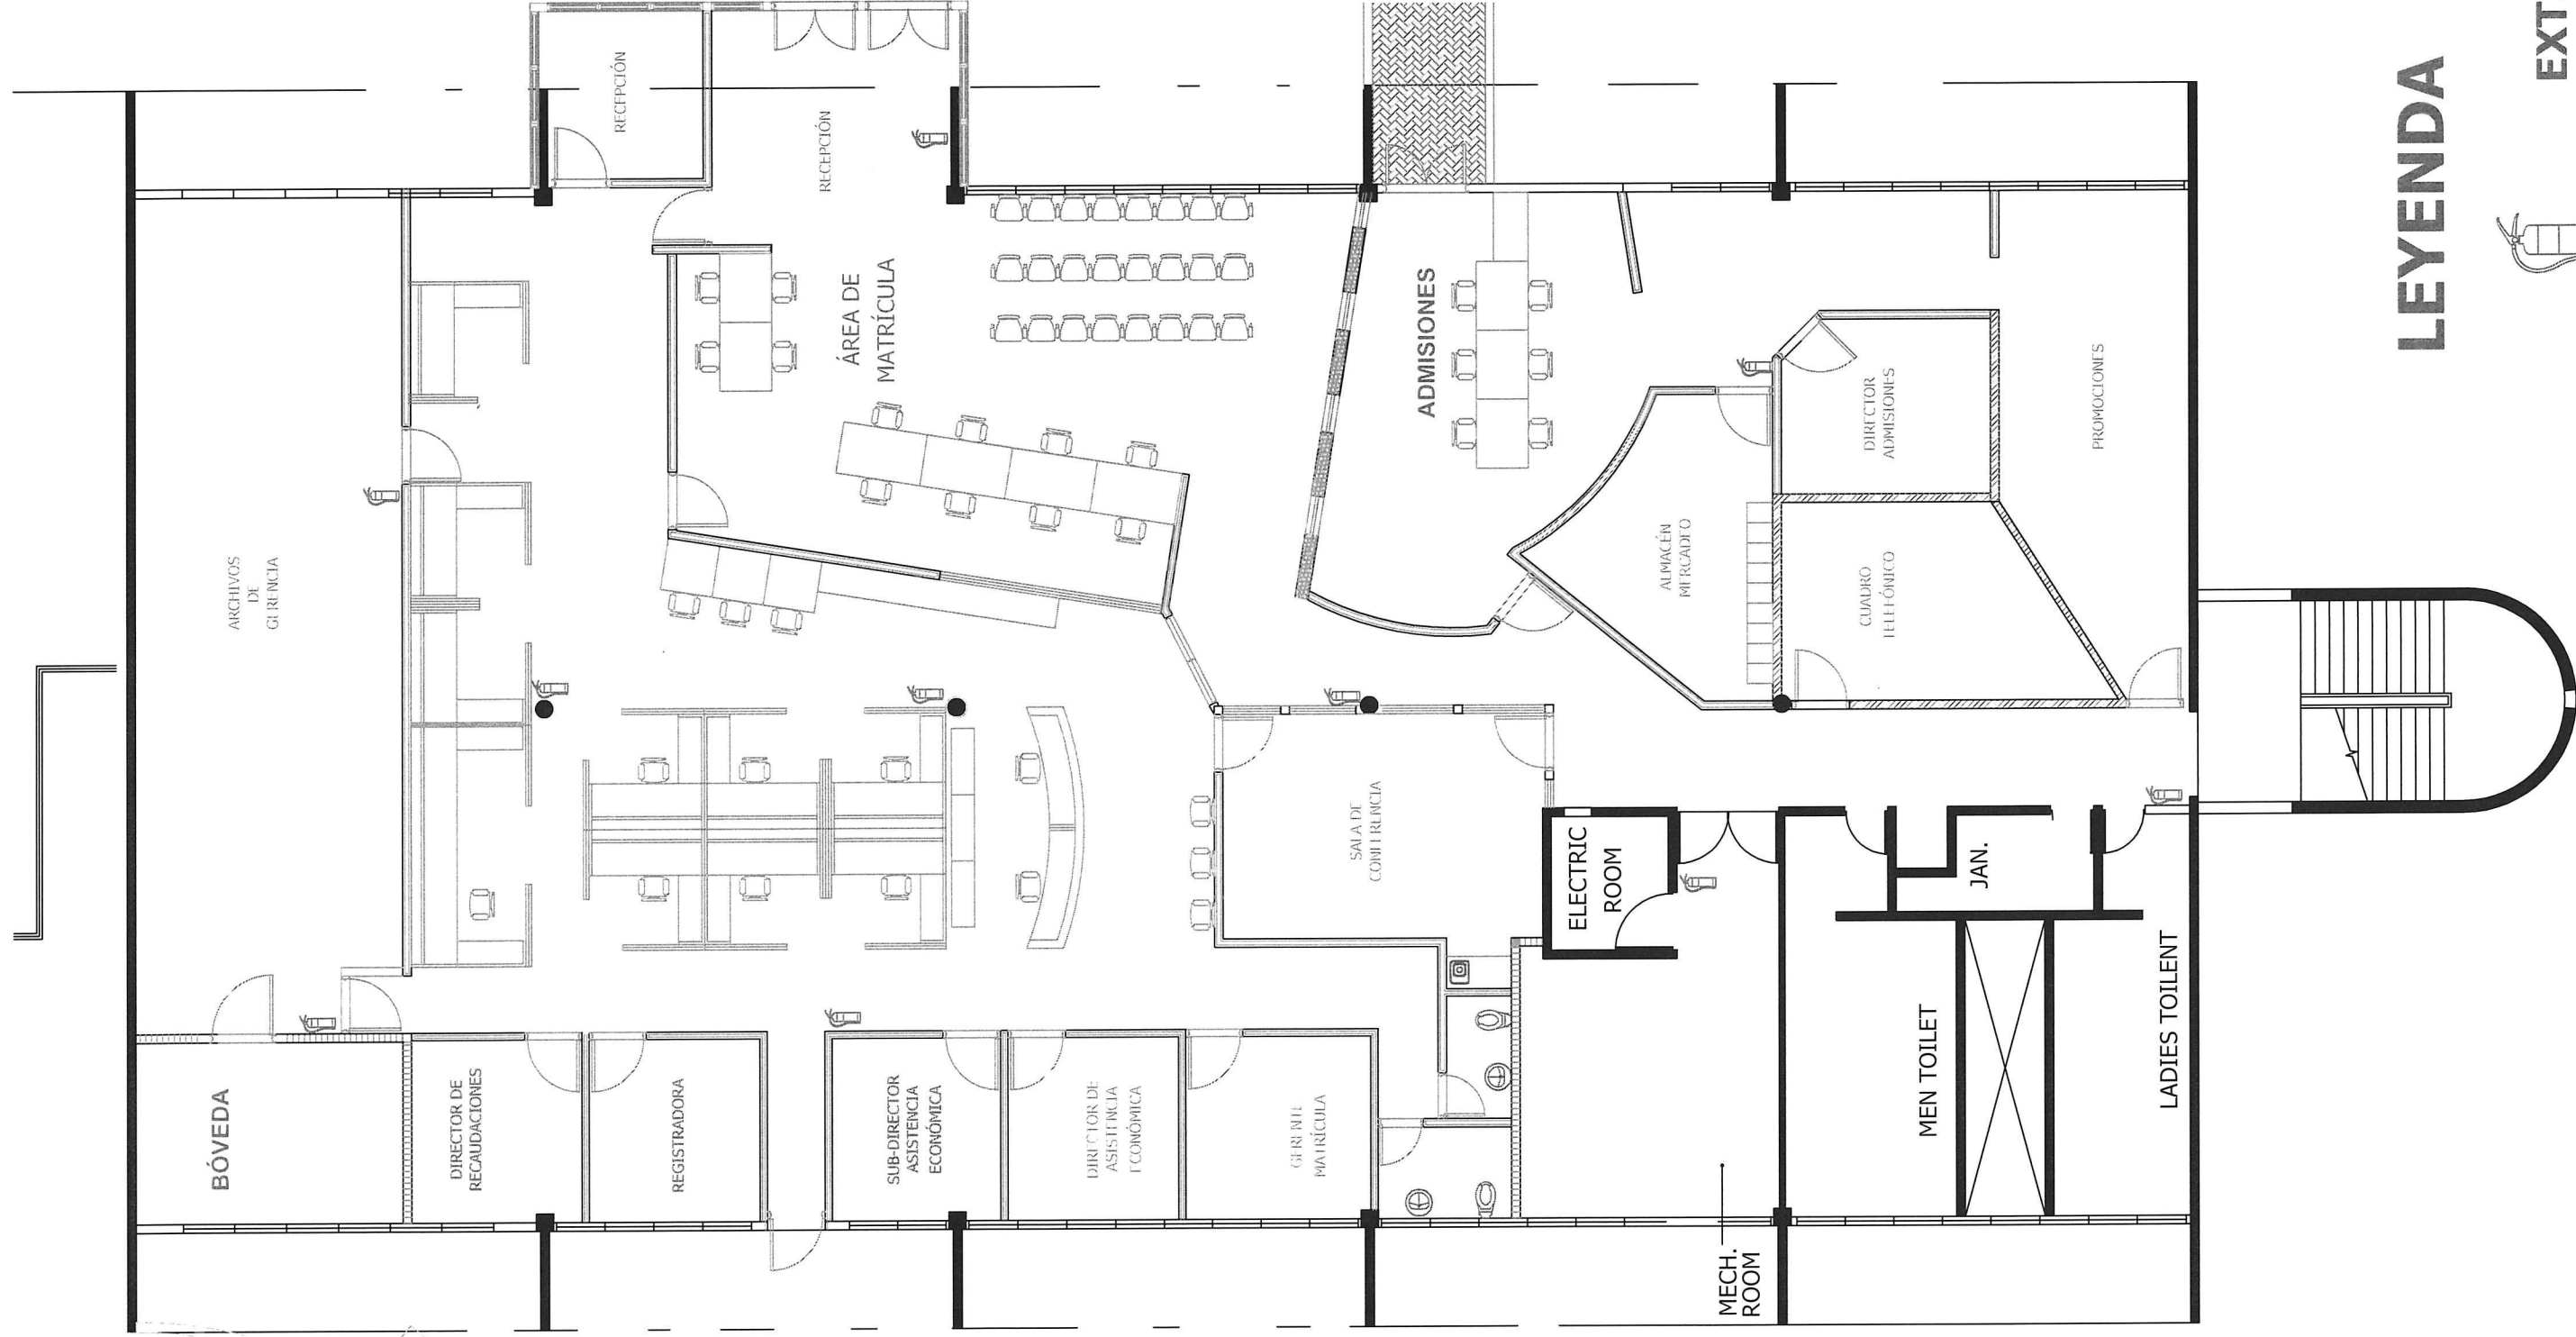 RECEPCIÓN
RECEPCIÓN
ÁREA DE
MATRÍCULA
ARCHIVOS
DE
GERENCIA
ADMISIONES
DIRECTOR
ADMISIONES
PROMOCIONES
ALMACÉN
MERCADEO
CUADRO
TELEFÓNICO
SALA DE
CONFERENCIA
ELECTRIC
ROOM
JAN.
BÓVEDA
DIRECTOR DE
RECAUDACIONES
REGISTRADORA
SUB-DIRECTOR
ASISTENCIA
ECONÓMICA
DIRECTOR DE
ASISTENCIA
ECONÓMICA
GERENTE
MATRÍCULA
MECH.
ROOM
MEN TOILET
LADIES TOILENT
LEYENDA
EXT